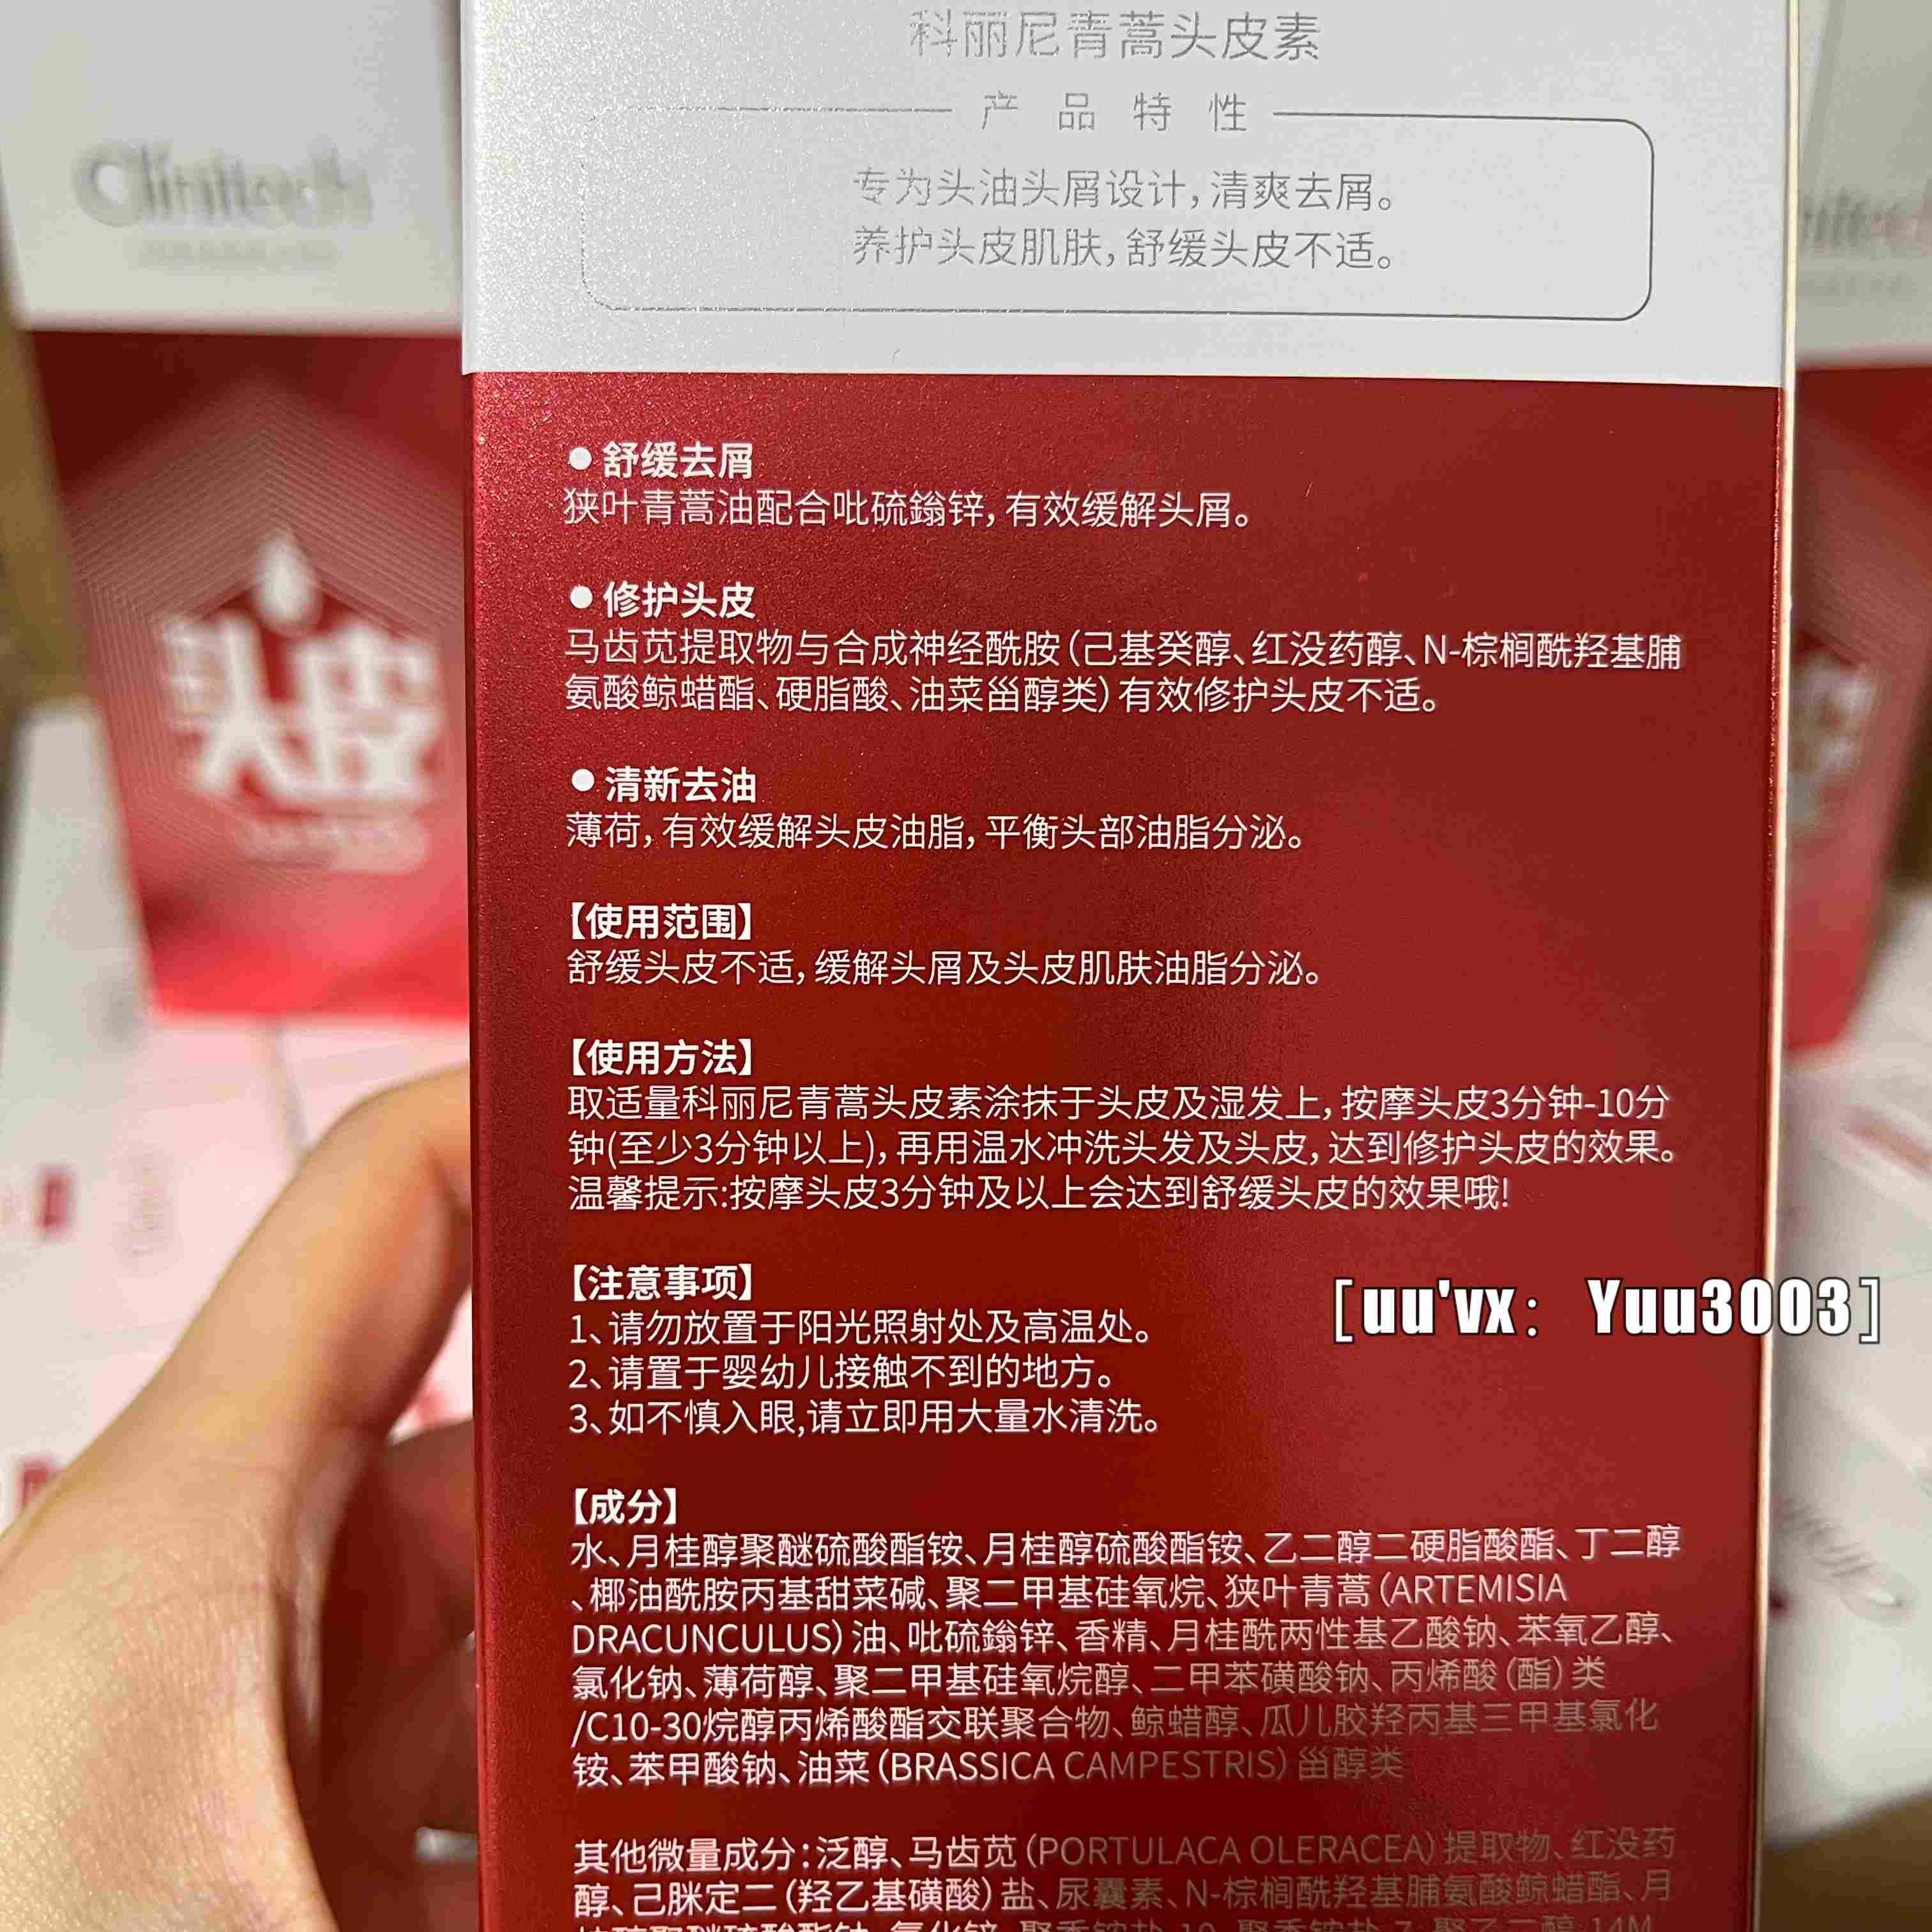 科丽尼青蒿头皮素
产品特性
专为头油头屑设计，清爽去屑。
养护头皮肌肤，舒缓头皮不适。
Clinitech
头皮
● 舒缓去屑
狭叶青蒿油配合吡硫鎓锌，有效缓解头屑。
● 修护头皮
马齿苋提取物与合成神经酰胺（己基癸醇、红没药醇、N-棕榈酰羟基脯
氨酸鲸蜡酯、硬脂酸、油菜甾醇类）有效修护头皮不适。
● 清新去油
薄荷，有效缓解头皮油脂，平衡头部油脂分泌。
【使用范围】
舒缓头皮不适，缓解头屑及头皮肌肤油脂分泌。
【使用方法】
取适量科丽尼青蒿头皮素涂抹于头皮及湿发上，按摩头皮3分钟-10分
钟(至少3分钟以上)，再用温水冲洗头发及头皮，达到修护头皮的效果。
温馨提示:按摩头皮3分钟及以上会达到舒缓头皮的效果哦!
【注意事项】
1、请勿放置于阳光照射处及高温处。
2、请置于婴幼儿接触不到的地方。
3、如不慎入眼,请立即用大量水清洗。
[uu'vx： Yuu3003]
【成分】
水、月桂醇聚醚硫酸酯铵、月桂醇硫酸酯铵、乙二醇二硬脂酸酯、丁二醇
、椰油酰胺丙基甜菜碱、聚二甲基硅氧烷、狭叶青蒿（ARTEMISIA
DRACUNCULUS）油、吡硫鎓锌、香精、月桂酰两性基乙酸钠、苯氧乙醇、
氯化钠、薄荷醇、聚二甲基硅氧烷醇、二甲苯磺酸钠、丙烯酸（酯）类
/C10-30烷醇丙烯酸酯交联聚合物、鲸蜡醇、瓜儿胶羟丙基三甲基氯化
铵、苯甲酸钠、油菜（BRASSICA CAMPESTRIS）甾醇类
其他微量成分：泛醇、马齿苋（PORTULACA OLERACEA）提取物、红没药
醇、己脒定二（羟乙基磺酸）盐、尿囊素、N-棕榈酰羟基脯氨酸鲸蜡酯、月